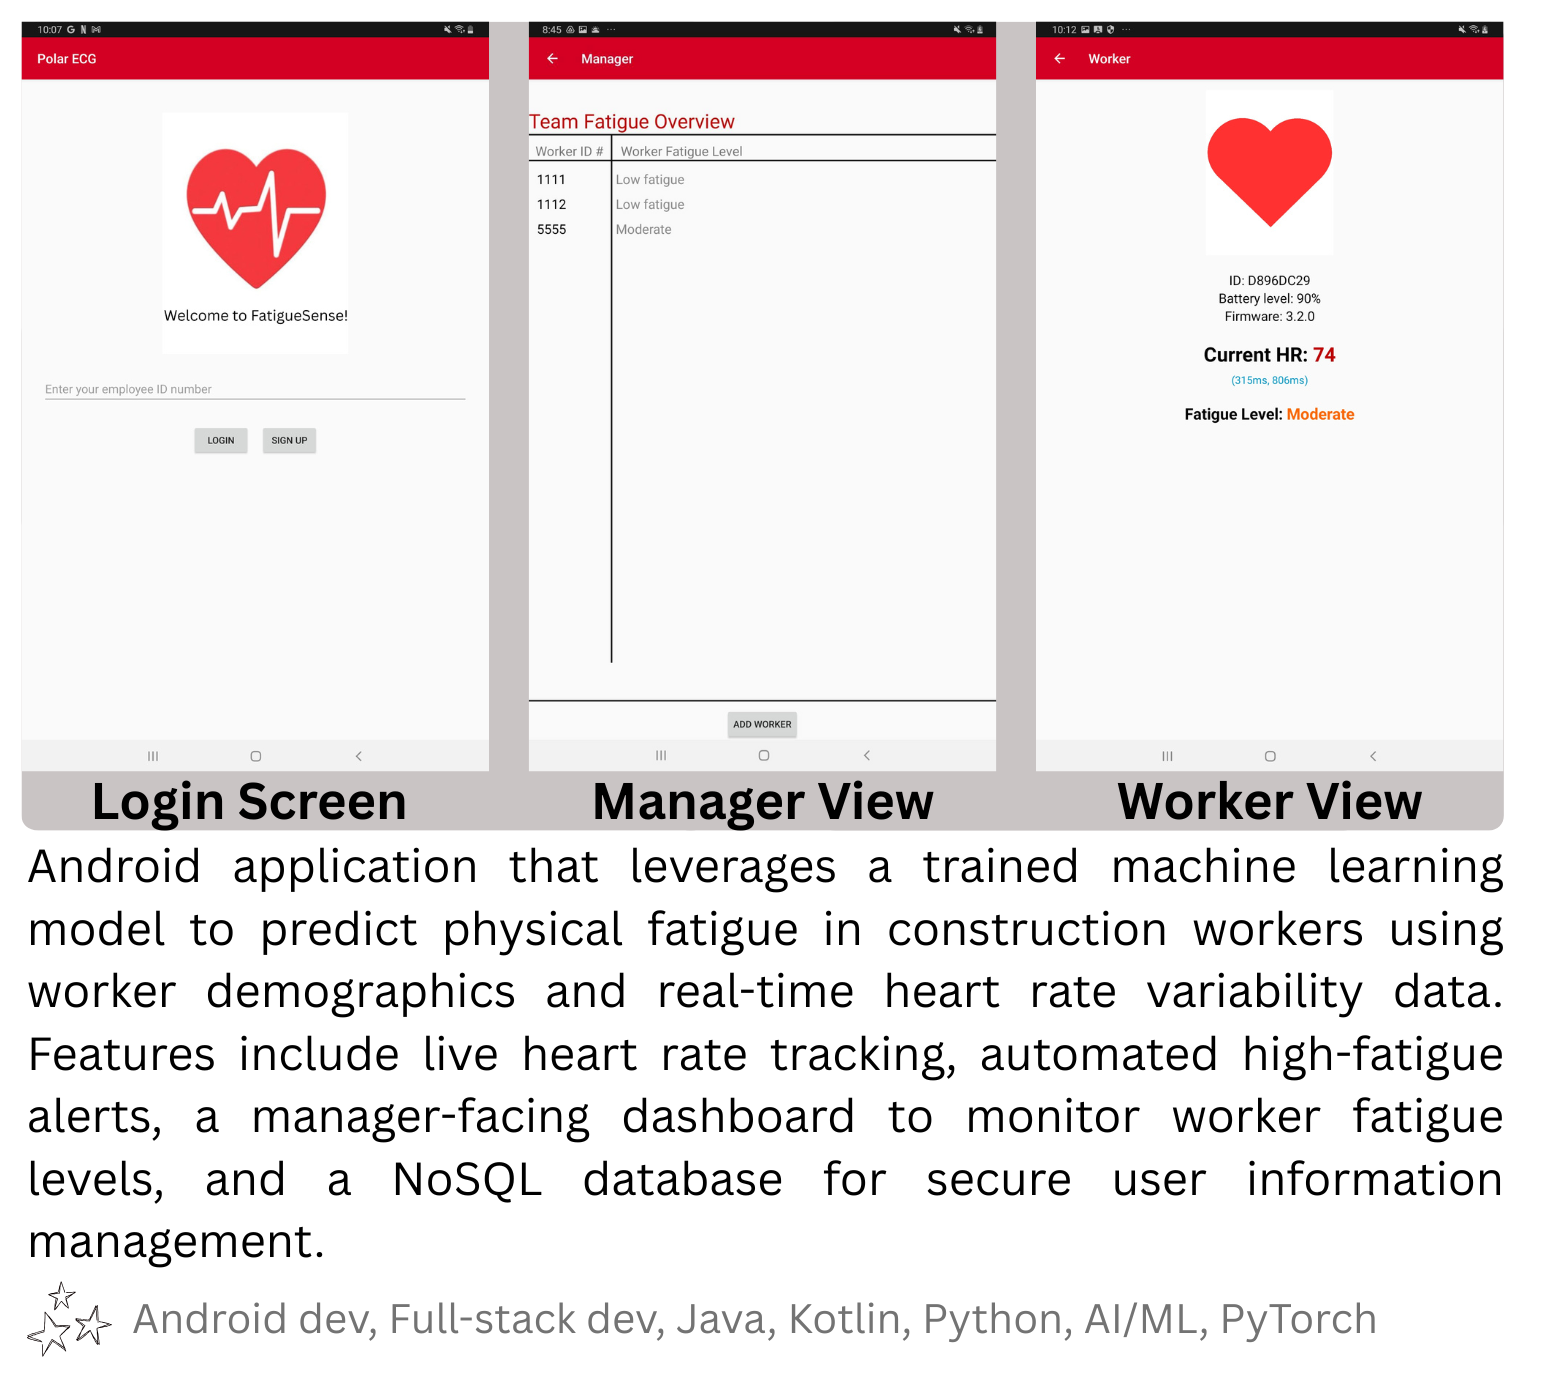 10:07 G N
Polar ECG
Welcome to FatigueSense!
Enter your employee ID number
LOGIN SIGN UP
Login Screen
8:45 ...
Manager
Team Fatigue Overview
Worker ID # Worker Fatigue Level
1111 Low fatigue
1112 Low fatigue
5555 Moderate
ADD WORKER
Manager View
10:12 ...
Worker
ID: D896DC29
Battery level: 90%
Firmware: 3.2.0
Current HR: 74
(315ms, 806ms)
Fatigue Level: Moderate
Worker View
Android application that leverages a trained machine learning
model to predict physical fatigue in construction workers using
worker demographics and real-time heart rate variability data.
Features include live heart rate tracking, automated high-fatigue
alerts, a manager-facing dashboard to monitor worker fatigue
levels, and a NoSQL database for secure user information
management.
Android dev, Full-stack dev, Java, Kotlin, Python, AI/ML, PyTorch